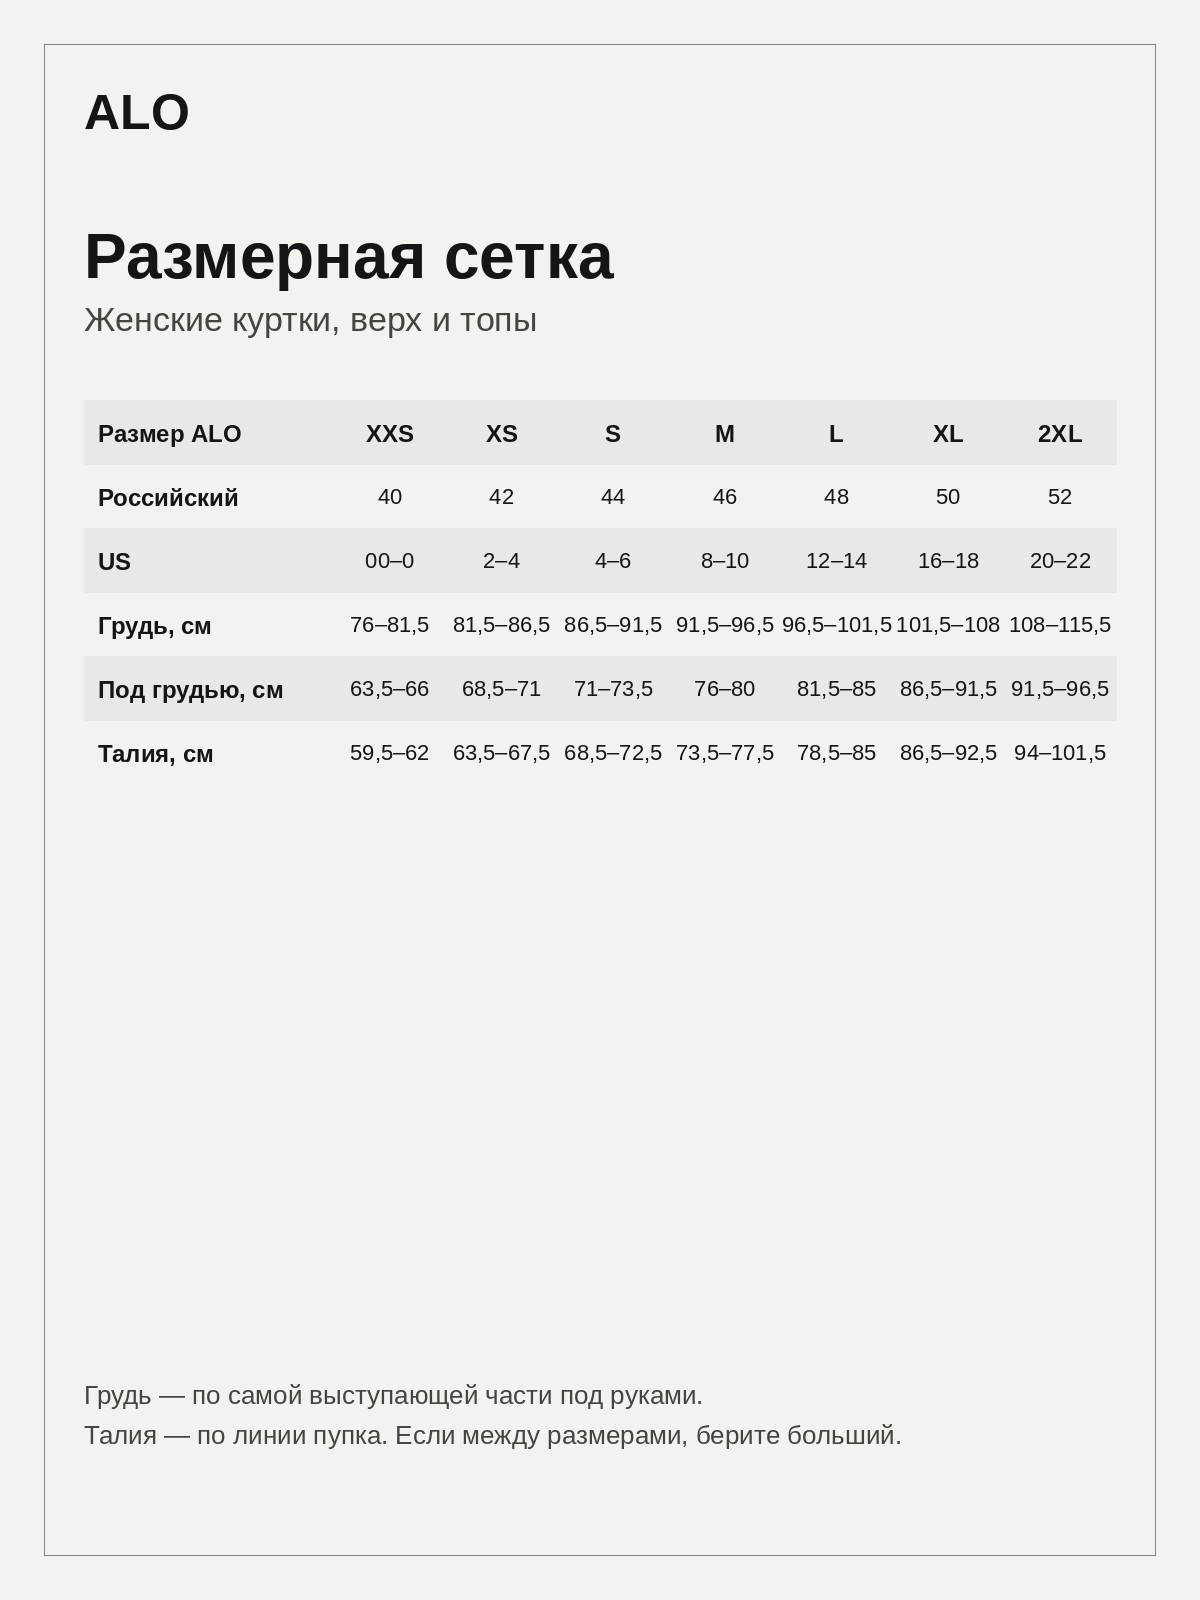 ALO
Размерная сетка
Женские куртки, верх и топы
Размер ALO XXS XS S M L XL 2XL
Российский 40 42 44 46 48 50 52
US 00–0 2–4 4–6 8–10 12–14 16–18 20–22
Грудь, см 76–81,5 81,5–86,5 86,5–91,5 91,5–96,5 96,5–101,5 101,5–108 108–115,5
Под грудью, см 63,5–66 68,5–71 71–73,5 76–80 81,5–85 86,5–91,5 91,5–96,5
Талия, см 59,5–62 63,5–67,5 68,5–72,5 73,5–77,5 78,5–85 86,5–92,5 94–101,5
Грудь — по самой выступающей части под руками.
Талия — по линии пупка. Если между размерами, берите больший.